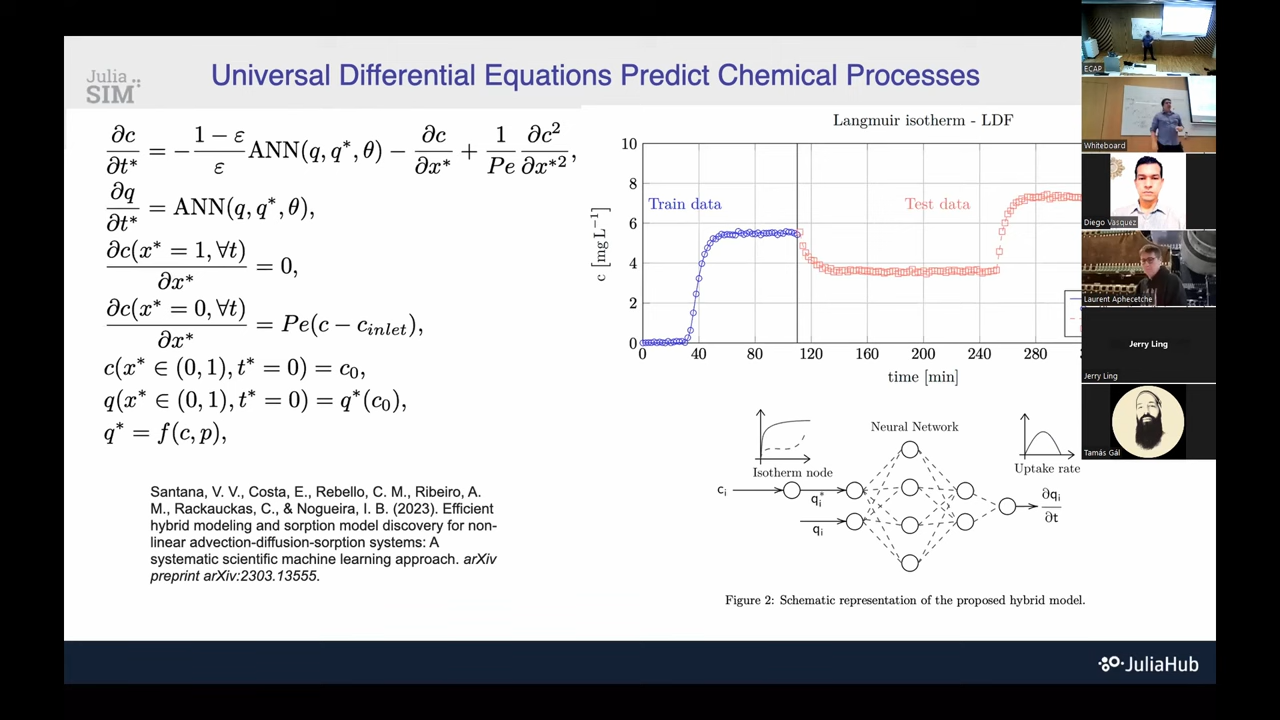 Julia
SIM
Universal Differential Equations Predict Chemical Processes
∂c/∂t* = −(1 − ε)/ε ANN(q, q*, θ) − ∂c/∂x* + 1/Pe ∂c²/∂x*²,
∂q/∂t* = ANN(q, q*, θ),
∂c(x* = 1, ∀t)/∂x* = 0,
∂c(x* = 0, ∀t)/∂x* = Pe(c − c_inlet),
c(x* ∈ (0, 1), t* = 0) = c₀,
q(x* ∈ (0, 1), t* = 0) = q*(c₀),
q* = f(c, p),
Santana, V. V., Costa, E., Rebello, C. M., Ribeiro, A.
M., Rackauckas, C., & Nogueira, I. B. (2023). Efficient
hybrid modeling and sorption model discovery for non-
linear advection-diffusion-sorption systems: A
systematic scientific machine learning approach. arXiv
preprint arXiv:2303.13555.
Langmuir isotherm - LDF
10
8
6
4
2
0
c [mg L⁻¹]
Train data
Test data
0 40 80 120 160 200 240 280
time [min]
Neural Network
Isotherm node
Uptake rate
cᵢ
qᵢ*
qᵢ
∂qᵢ/∂t
Figure 2: Schematic representation of the proposed hybrid model.
JuliaHub
ECAP
Whiteboard
Diego Vasquez
Laurent Aphecetche
Jerry Ling
Jerry Ling
Tamás Gál